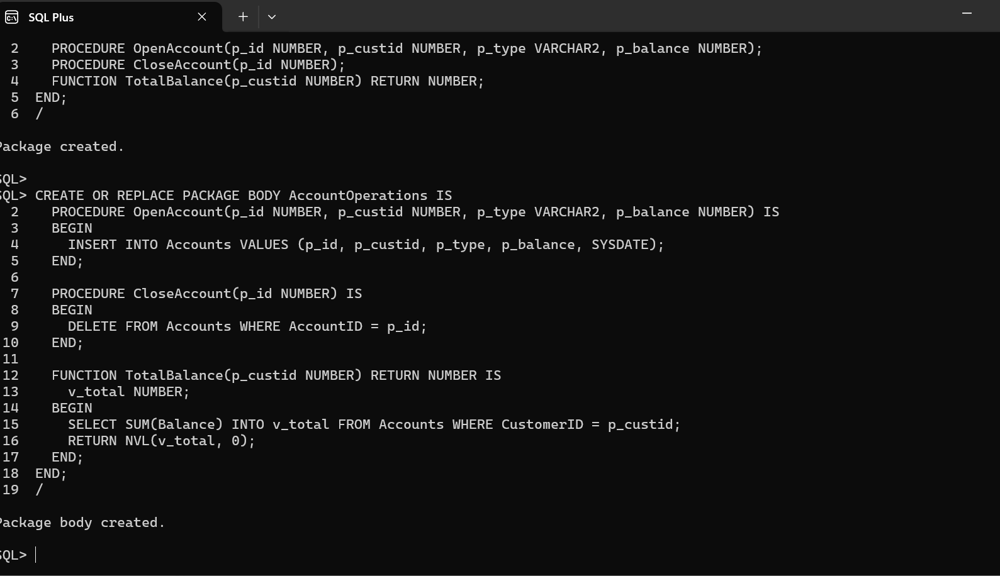 SQL Plus
2 PROCEDURE OpenAccount(p_id NUMBER, p_custid NUMBER, p_type VARCHAR2, p_balance NUMBER);
3 PROCEDURE CloseAccount(p_id NUMBER);
4 FUNCTION TotalBalance(p_custid NUMBER) RETURN NUMBER;
5 END;
6 /
Package created.
SQL>
SQL> CREATE OR REPLACE PACKAGE BODY AccountOperations IS
2 PROCEDURE OpenAccount(p_id NUMBER, p_custid NUMBER, p_type VARCHAR2, p_balance NUMBER) IS
3 BEGIN
4 INSERT INTO Accounts VALUES (p_id, p_custid, p_type, p_balance, SYSDATE);
5 END;
6
7 PROCEDURE CloseAccount(p_id NUMBER) IS
8 BEGIN
9 DELETE FROM Accounts WHERE AccountID = p_id;
10 END;
11
12 FUNCTION TotalBalance(p_custid NUMBER) RETURN NUMBER IS
13 v_total NUMBER;
14 BEGIN
15 SELECT SUM(Balance) INTO v_total FROM Accounts WHERE CustomerID = p_custid;
16 RETURN NVL(v_total, 0);
17 END;
18 END;
19 /
Package body created.
SQL>